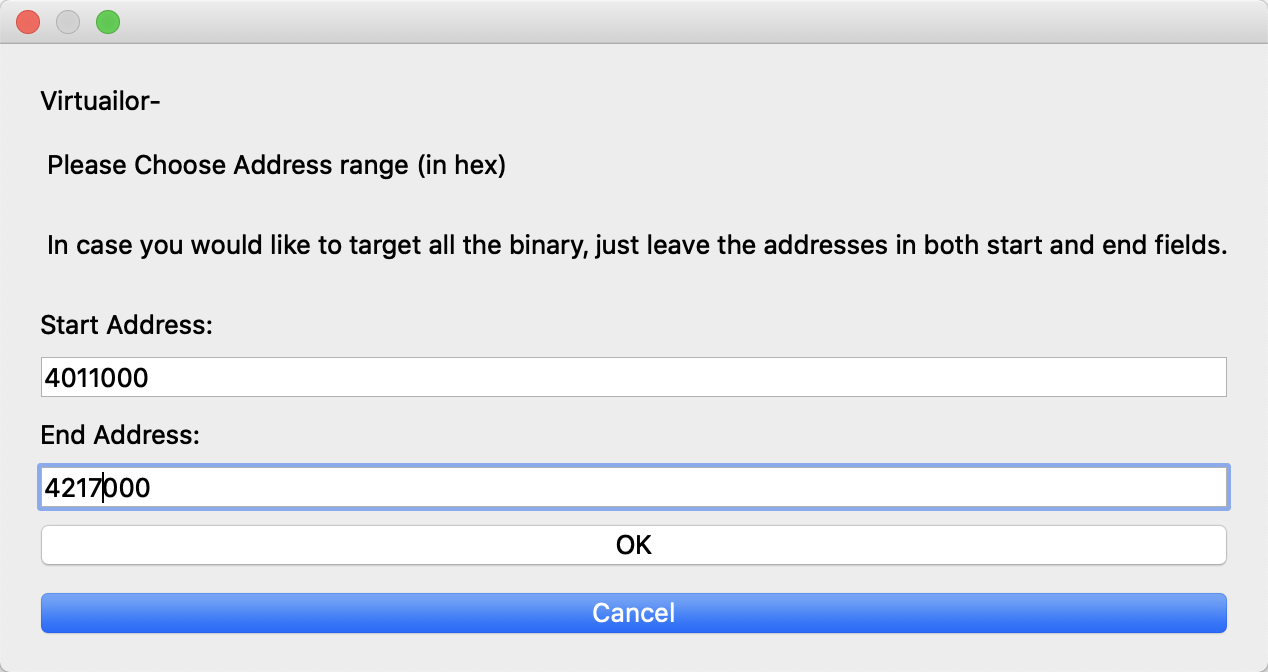 Virtuailor-
Please Choose Address range (in hex)
In case you would like to target all the binary, just leave the addresses in both start and end fields.
Start Address:
4011000
End Address:
4217000
OK
Cancel